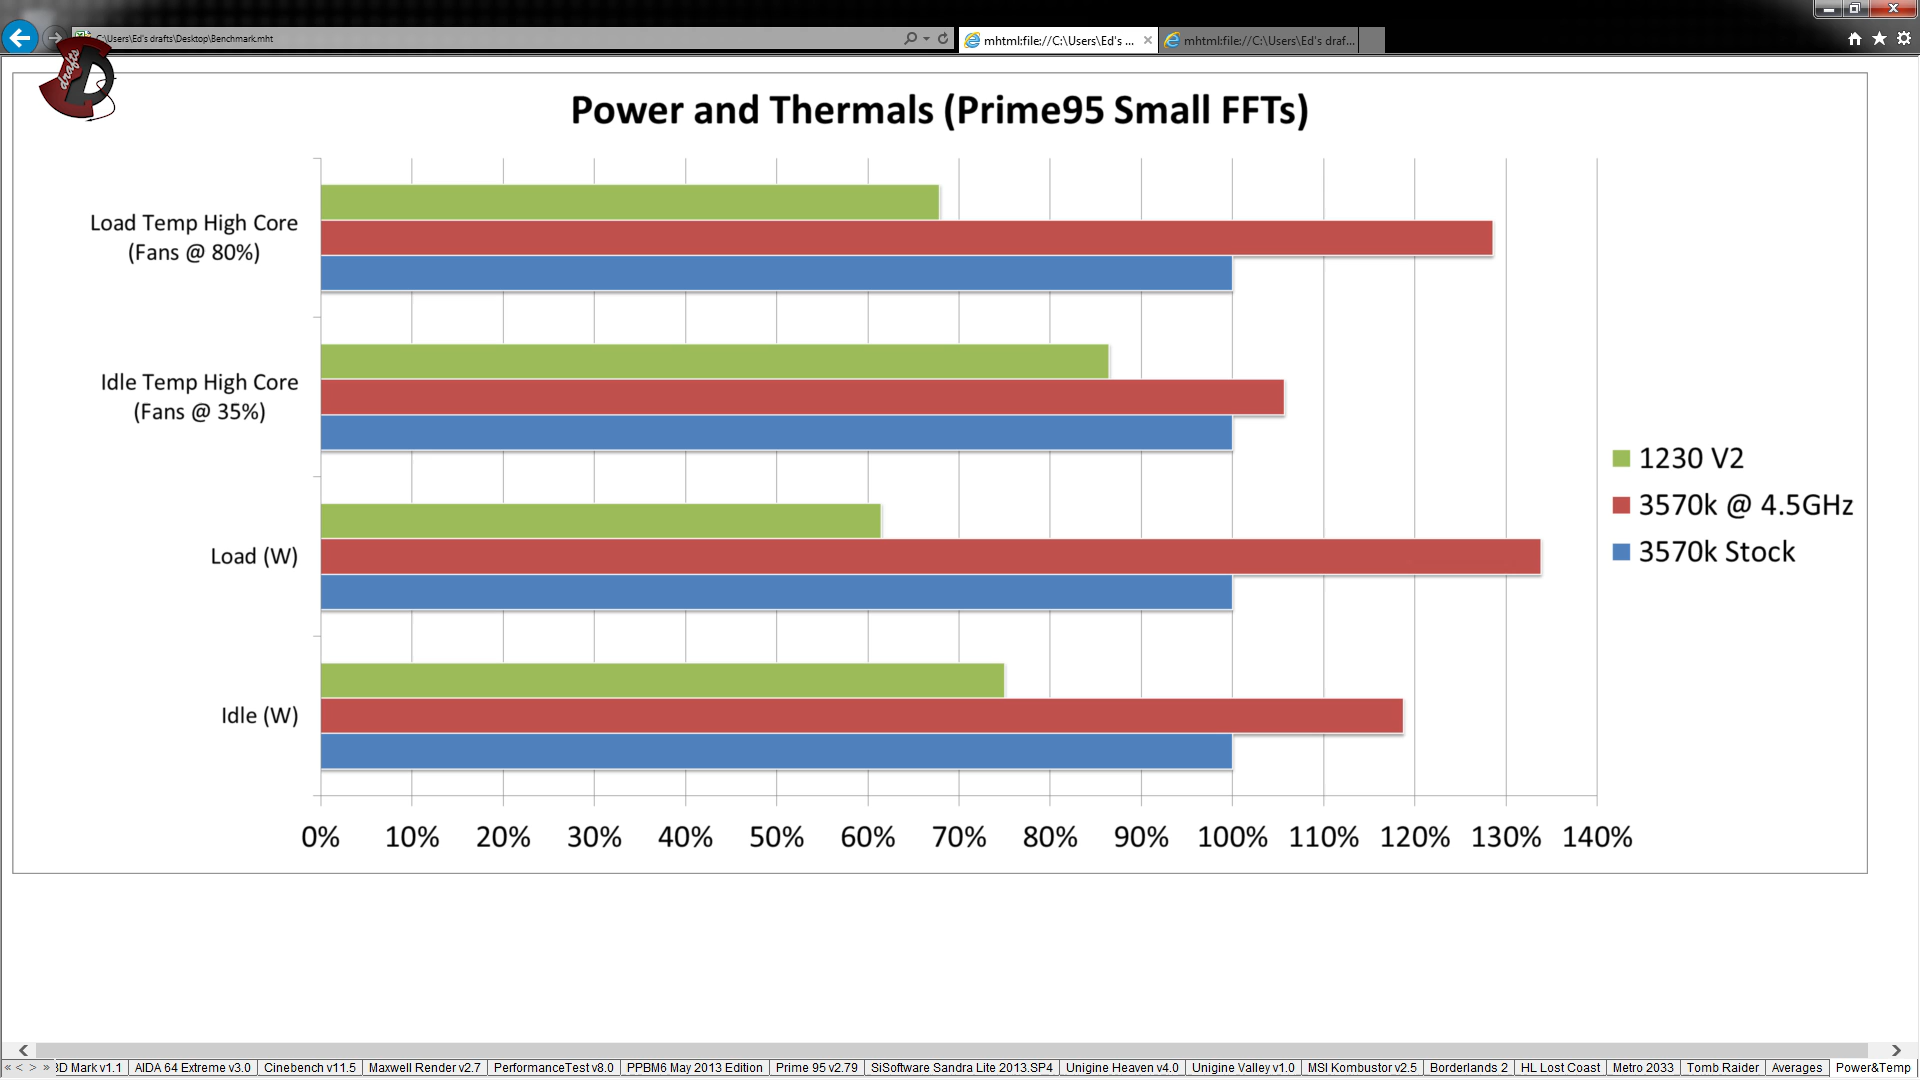 C:\Users\Ed's drafts\Desktop\Benchmark.mht
mhtml:file://C:\Users\Ed's ...
mhtml:file://C:\Users\Ed's draf...
drafts
Power and Thermals (Prime95 Small FFTs)
Load Temp High Core
(Fans @ 80%)
Idle Temp High Core
(Fans @ 35%)
Load (W)
Idle (W)
1230 V2
3570k @ 4.5GHz
3570k Stock
0% 10% 20% 30% 40% 50% 60% 70% 80% 90% 100% 110% 120% 130% 140%
3D Mark v1.1 AIDA 64 Extreme v3.0 Cinebench v11.5 Maxwell Render v2.7 PerformanceTest v8.0 PPBM6 May 2013 Edition Prime 95 v2.79 SiSoftware Sandra Lite 2013.SP4 Unigine Heaven v4.0 Unigine Valley v1.0 MSI Kombustor v2.5 Borderlands 2 HL Lost Coast Metro 2033 Tomb Raider Averages Power&Temp